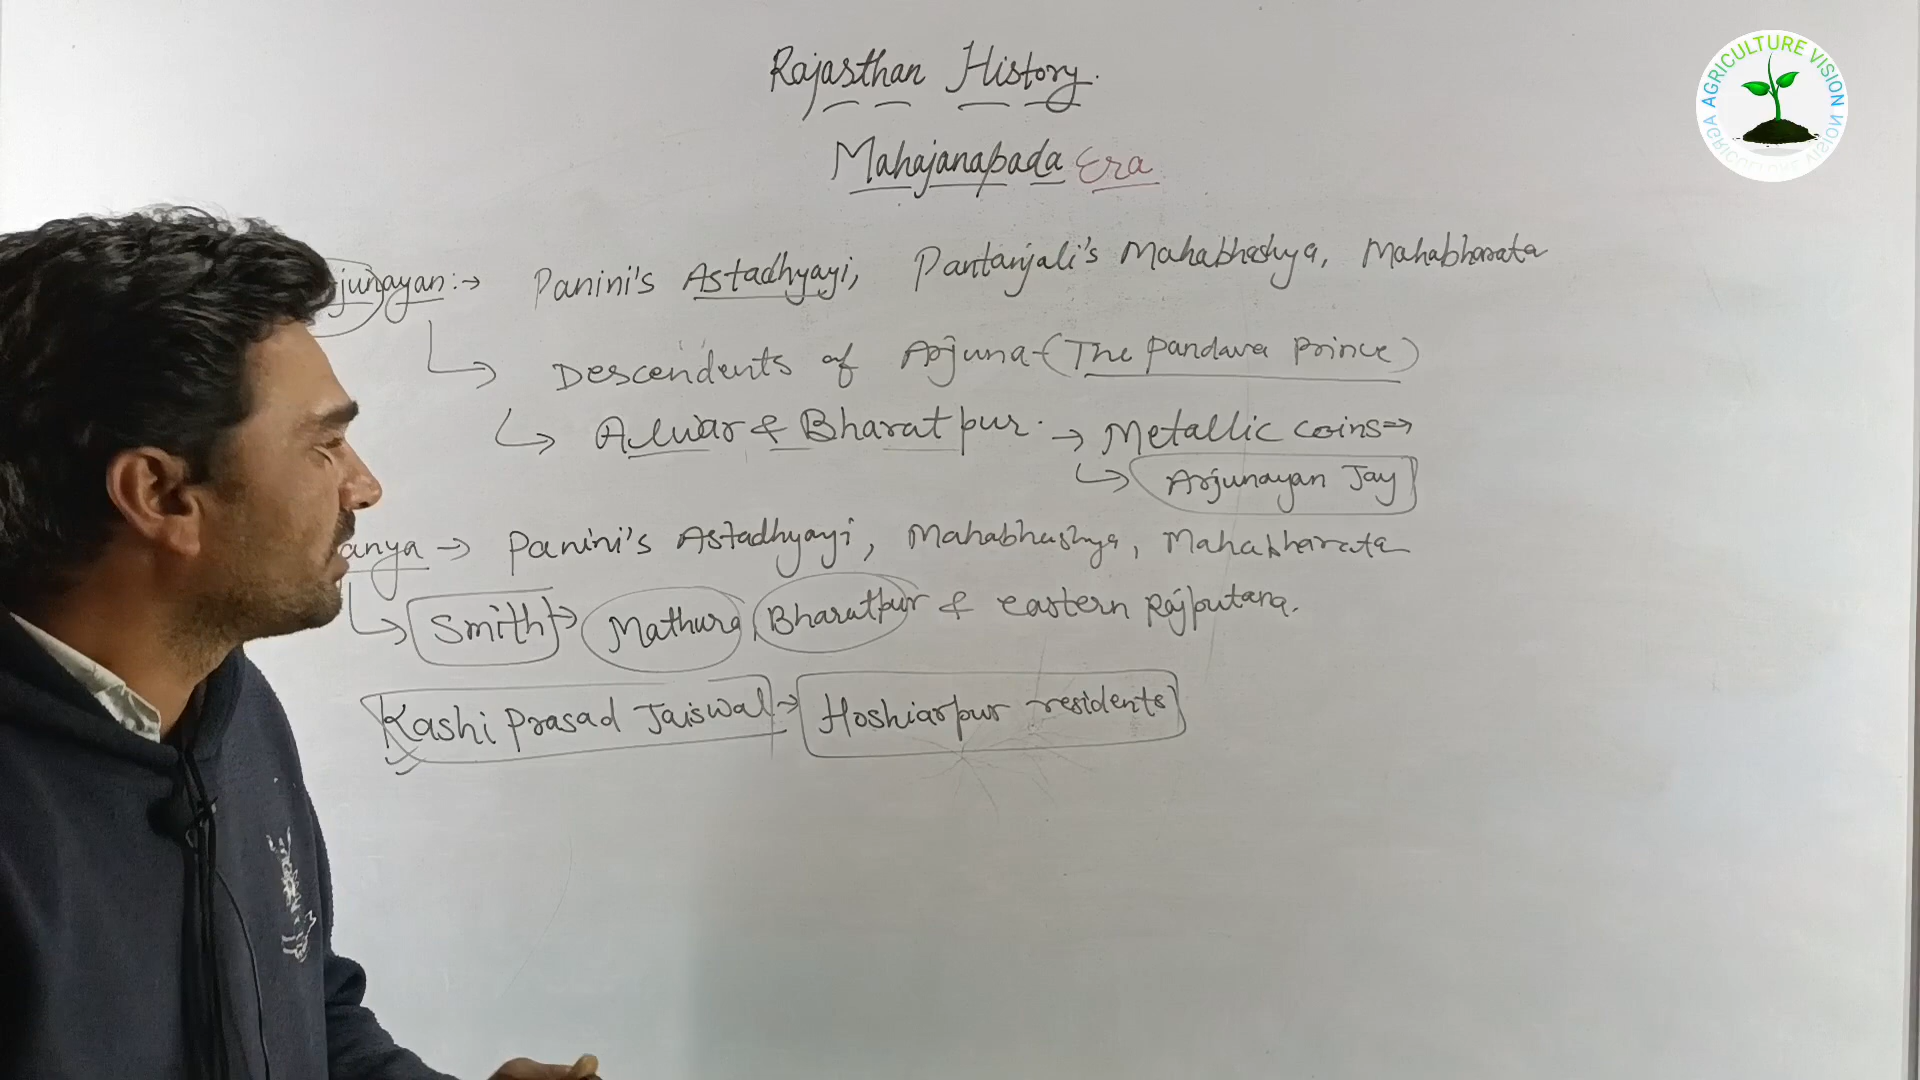 Rajasthan History.
Mahajanapada Era
AGRICULTURE VISION
junayan :→ Panini's Astadhyayi, Pantanjali's Mahabhashya, Mahabharata
↳ Descendents of Arjuna - (The Pandava Prince)
↳ Alwar & Bharatpur. → Metallic coins ⇒
↳ Arjunayan Jay
anya → Panini's Astadhyayi, Mahabhashya, Mahabharata
↳ Smith → Mathura, Bharatpur & eastern Rajputana.
Kashi Prasad Jaiswal → Hoshiarpur residents